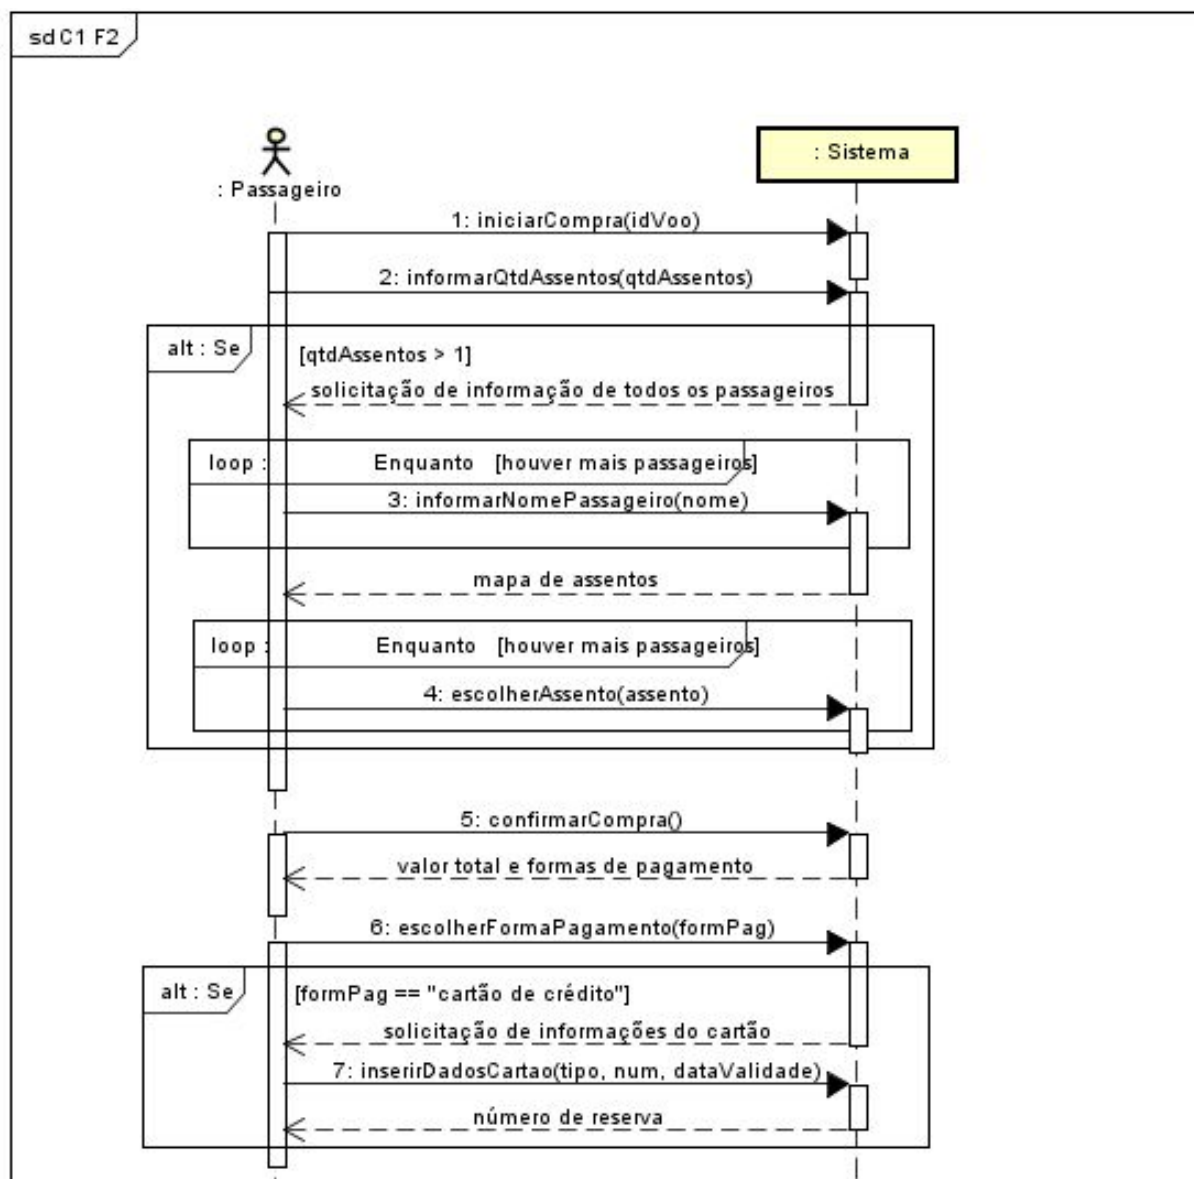 sd C1 F2
: Passageiro
: Sistema
1: iniciarCompra(idVoo)
2: informarQtdAssentos(qtdAssentos)
alt : Se
[qtdAssentos > 1]
solicitação de informação de todos os passageiros
loop : Enquanto [houver mais passageiros]
3: informarNomePassageiro(nome)
mapa de assentos
loop : Enquanto [houver mais passageiros]
4: escolherAssento(assento)
5: confirmarCompra()
valor total e formas de pagamento
6: escolherFormaPagamento(formPag)
alt : Se
[formPag == "cartão de crédito"]
solicitação de informações do cartão
7: inserirDadosCartao(tipo, num, dataValidade)
número de reserva